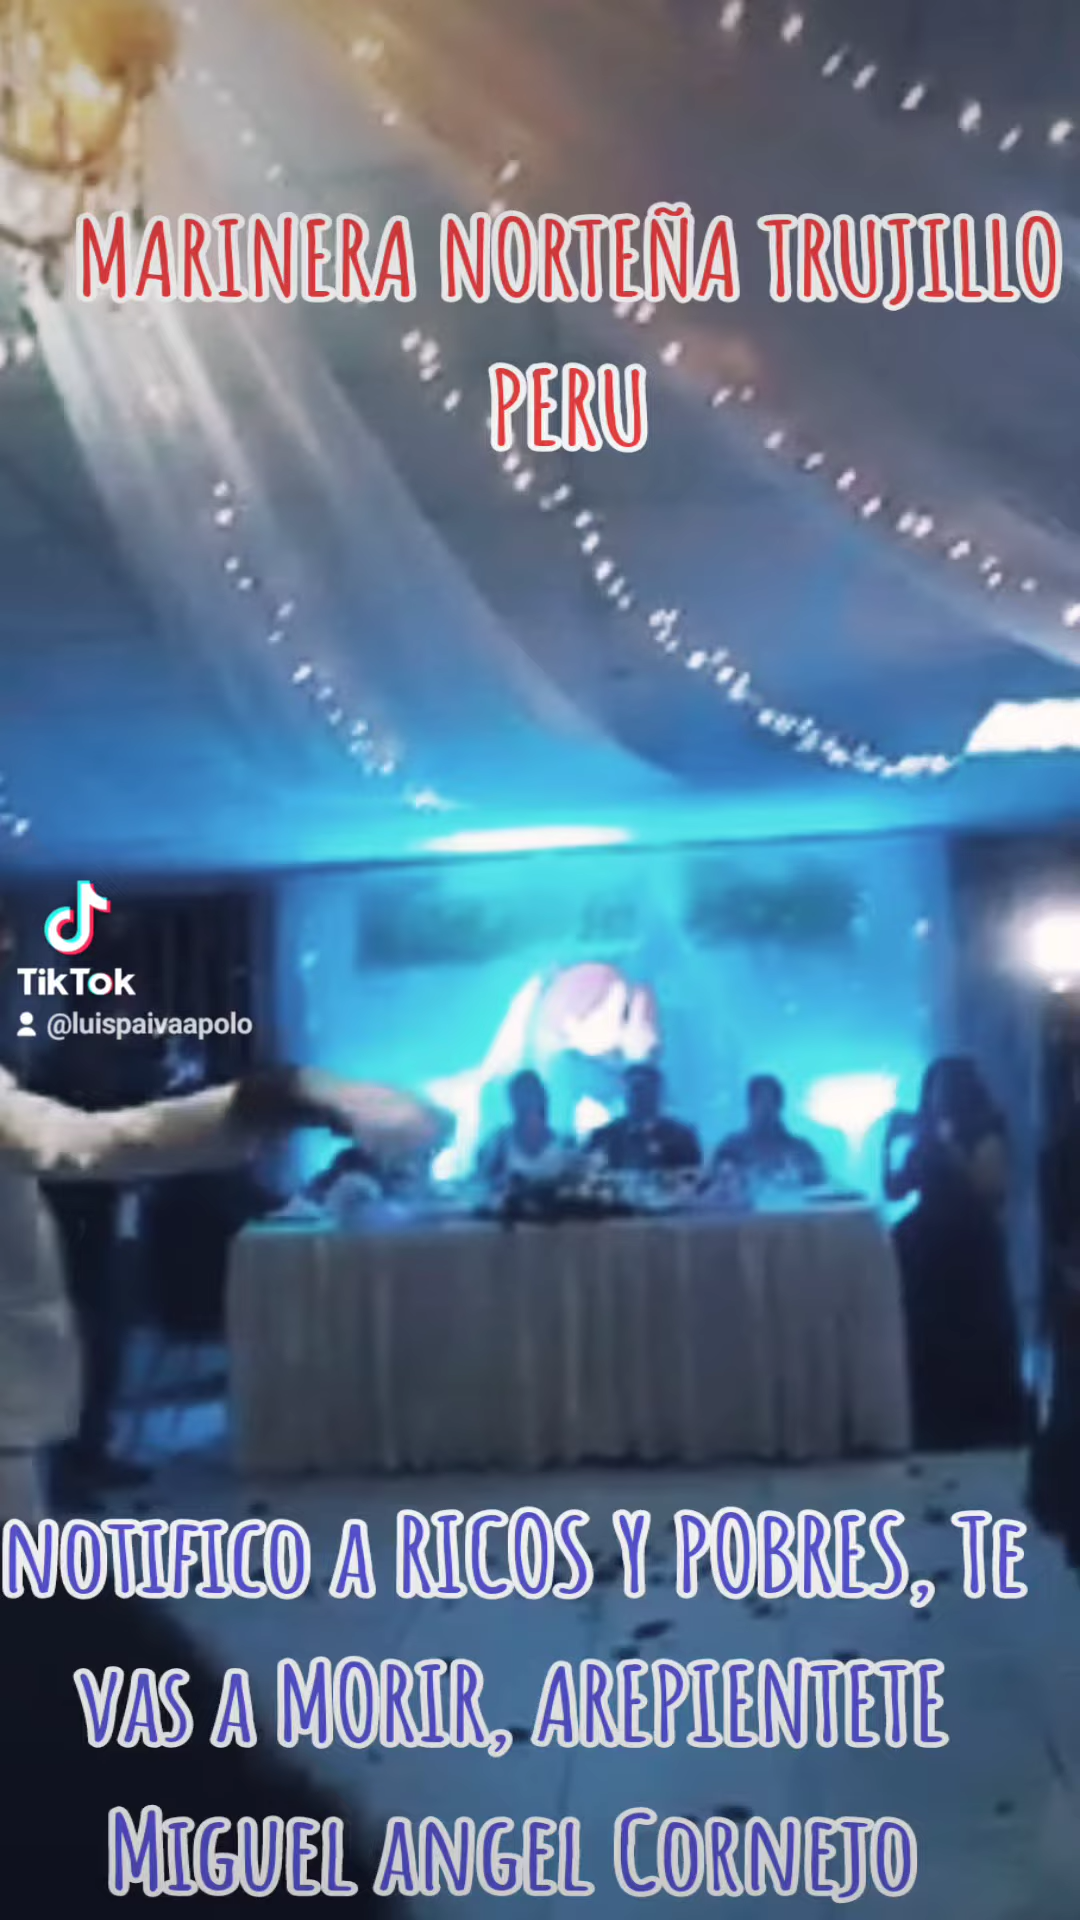 MARINERA NORTEÑA TRUJILLO
PERU
TikTok
@luispaivaapolo
NOTIFICO A RICOS Y POBRES, TE
VAS A MORIR, AREPIENTETE
MIGUEL ANGEL CORNEJO